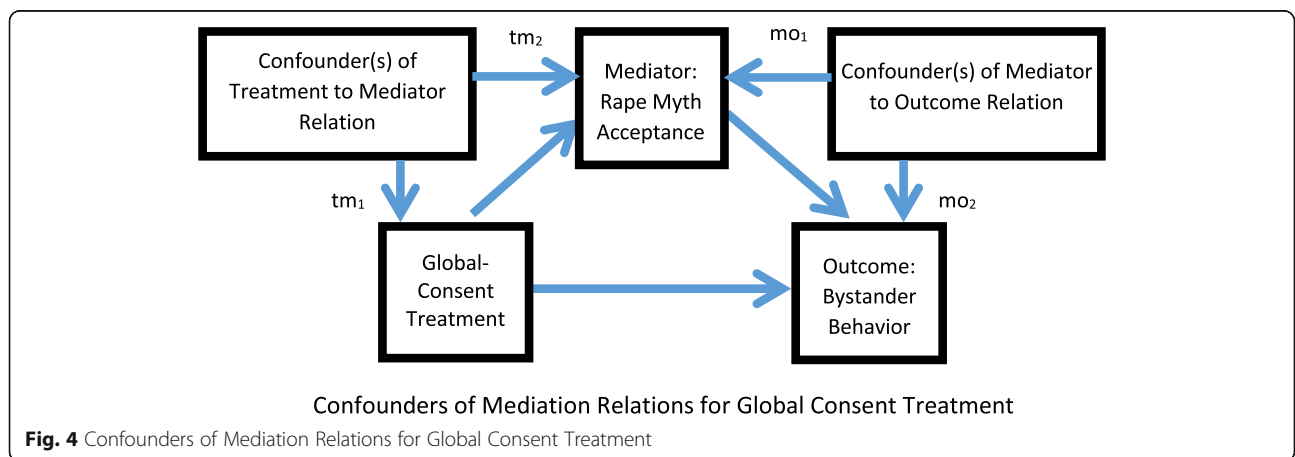 Confounder(s) of
Treatment to Mediator
Relation
tm₂
Mediator:
Rape Myth
Acceptance
mo₁
Confounder(s) of Mediator
to Outcome Relation
tm₁
mo₂
Global-
Consent
Treatment
Outcome:
Bystander
Behavior
Confounders of Mediation Relations for Global Consent Treatment
Fig. 4 Confounders of Mediation Relations for Global Consent Treatment